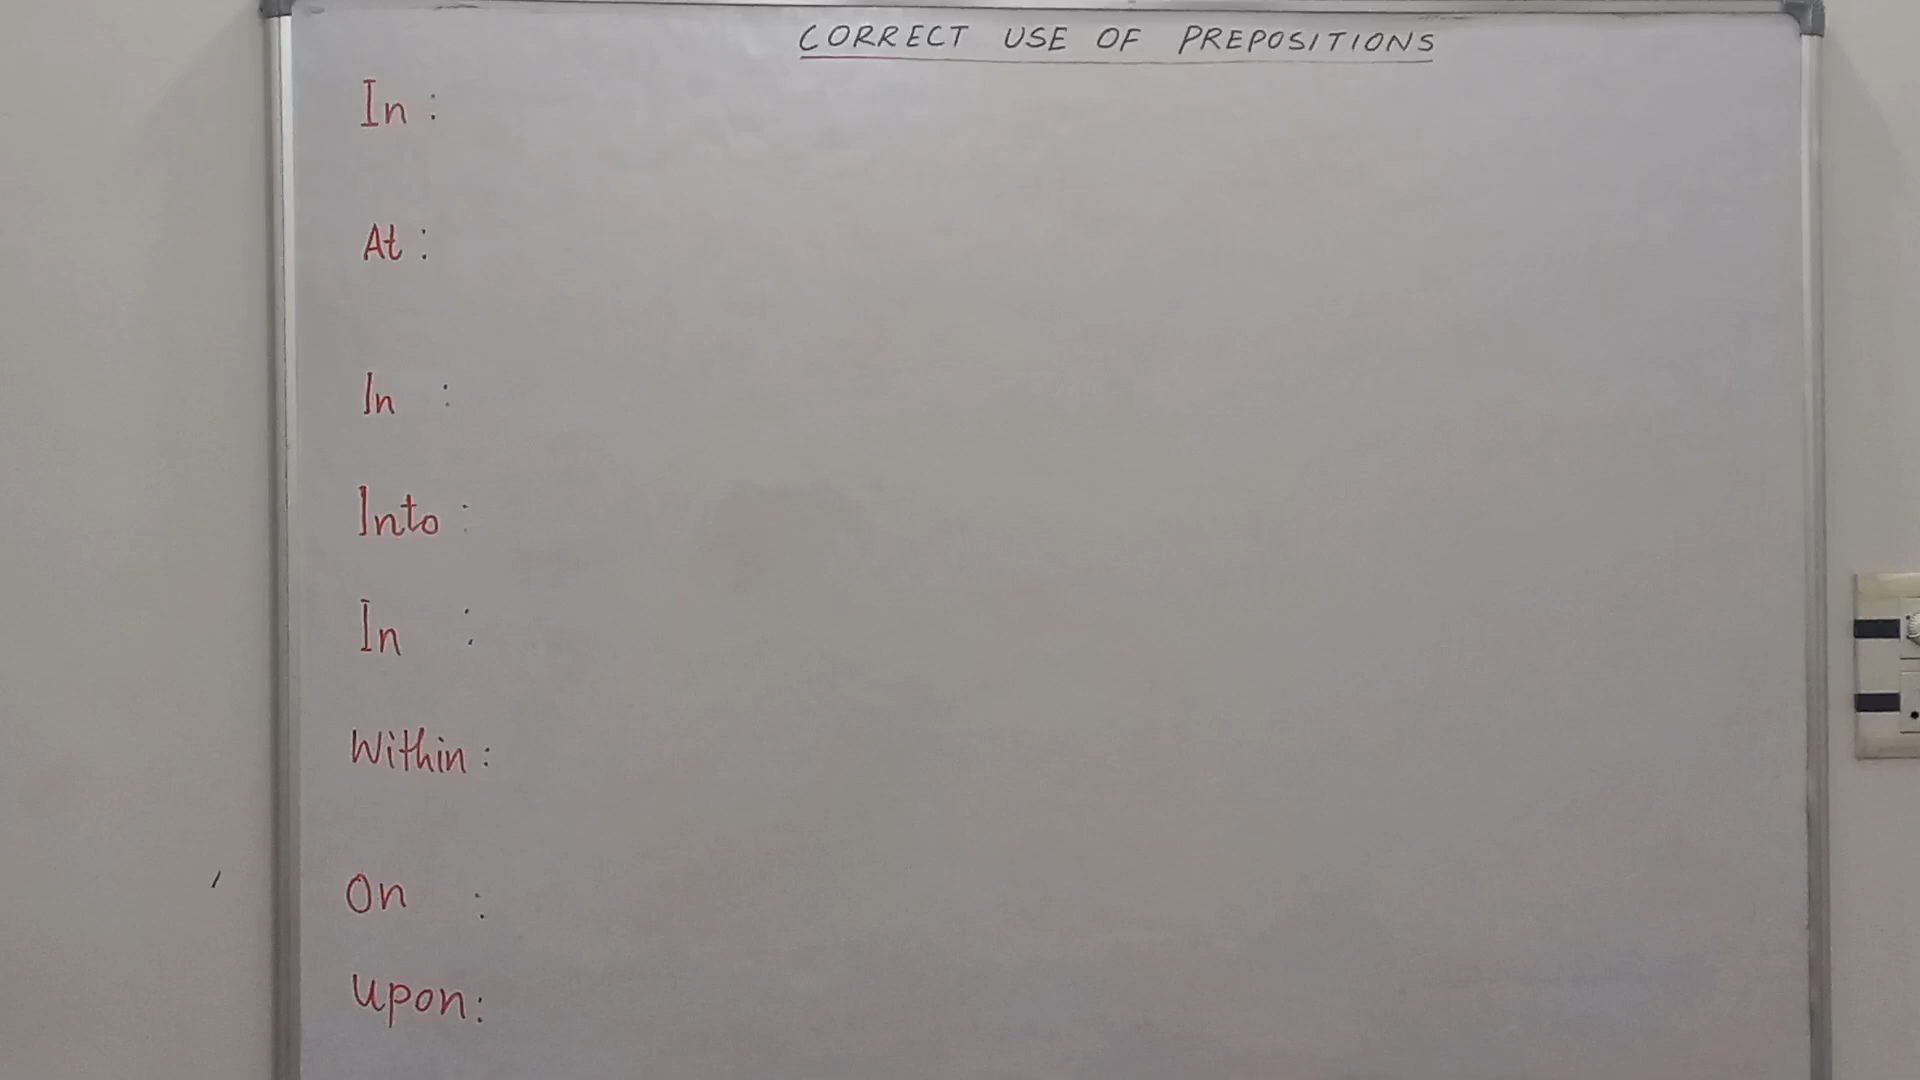 CORRECT USE OF PREPOSITIONS
In :
At :
In :
Into :
In :
Within :
On :
Upon :